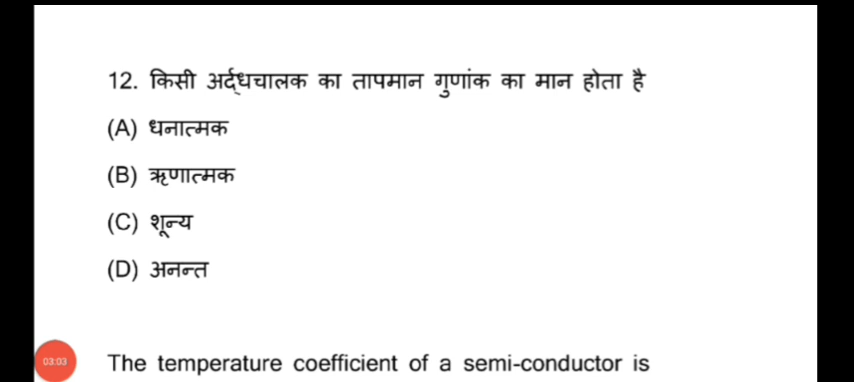 12. किसी अर्द्धचालक का तापमान गुणांक का मान होता है
(A) धनात्मक
(B) ऋणात्मक
(C) शून्य
(D) अनन्त
03:03
The temperature coefficient of a semi-conductor is